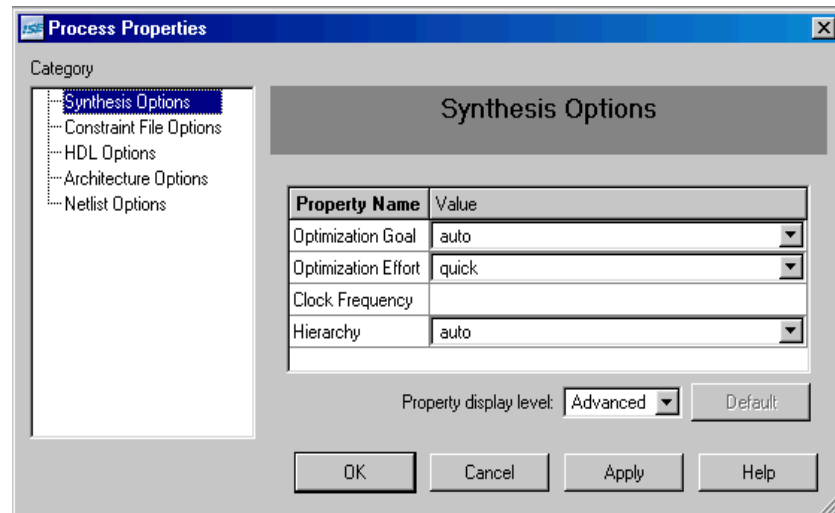 ISE Process Properties
Category
Synthesis Options
Constraint File Options
HDL Options
Architecture Options
Netlist Options
Synthesis Options
Property Name Value
Optimization Goal auto
Optimization Effort quick
Clock Frequency
Hierarchy auto
Property display level: Advanced Default
OK Cancel Apply Help